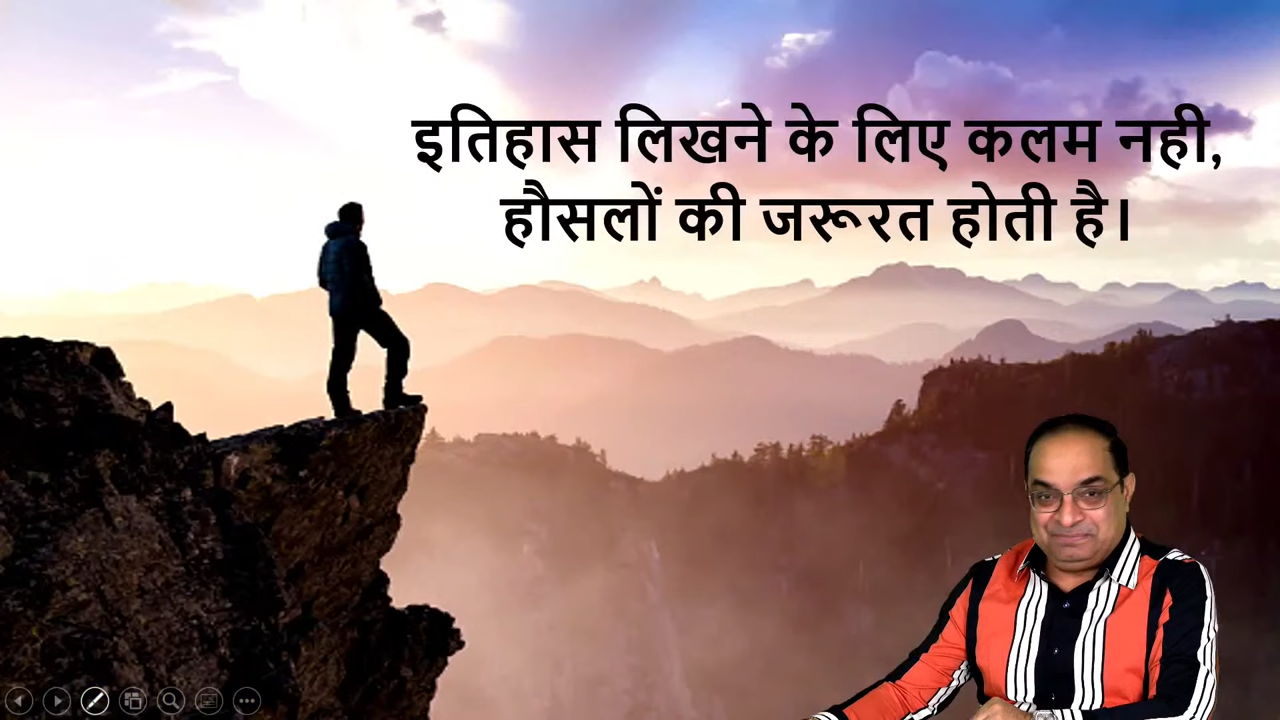 इतिहास लिखने के लिए कलम नही,
हौसलों की जरूरत होती है।